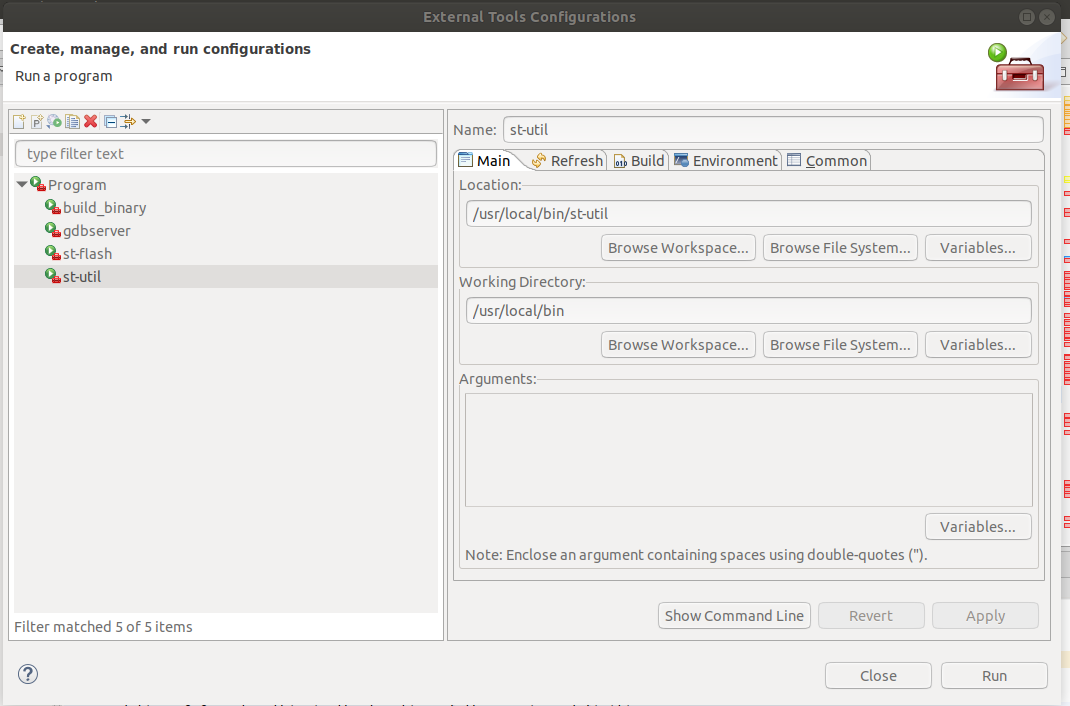 External Tools Configurations
Create, manage, and run configurations
Run a program
type filter text
Program
build_binary
gdbserver
st-flash
st-util
Filter matched 5 of 5 items
Name: st-util
Main Refresh Build Environment Common
Location:
/usr/local/bin/st-util
Browse Workspace... Browse File System... Variables...
Working Directory:
/usr/local/bin
Browse Workspace... Browse File System... Variables...
Arguments:
Variables...
Note: Enclose an argument containing spaces using double-quotes (").
Show Command Line Revert Apply
Close Run